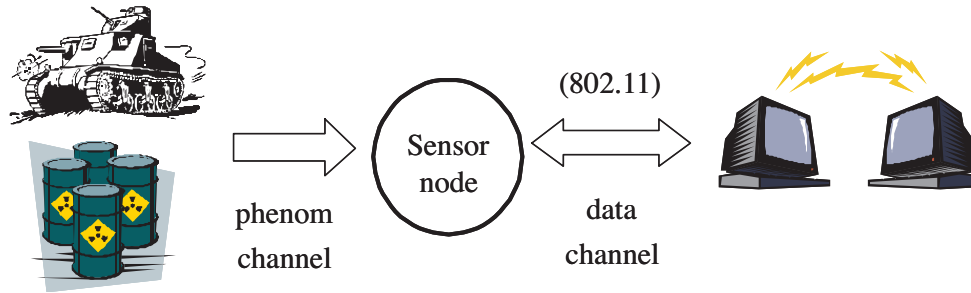 phenom
channel
Sensor
node
(802.11)
data
channel